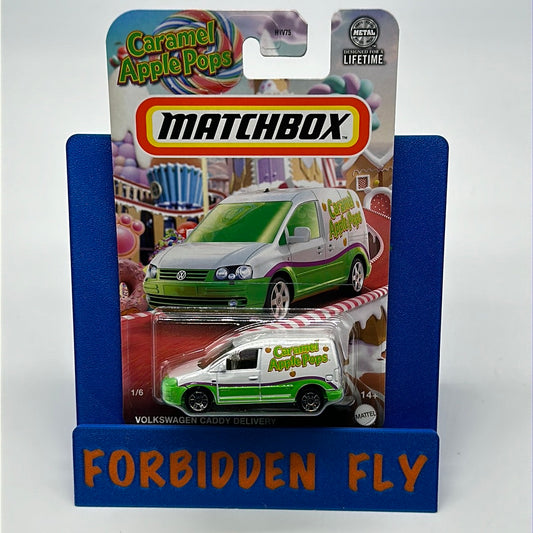 Caramel
Apple Pops
HVV75
METAL
DESIGNED FOR A
LIFETIME
MATCHBOX™
Caramel
Apple Pops
Caramel
Apple Pops
1/6
14+
VOLKSWAGEN CADDY DELIVERY
MATTEL
FORBIDDEN FLY